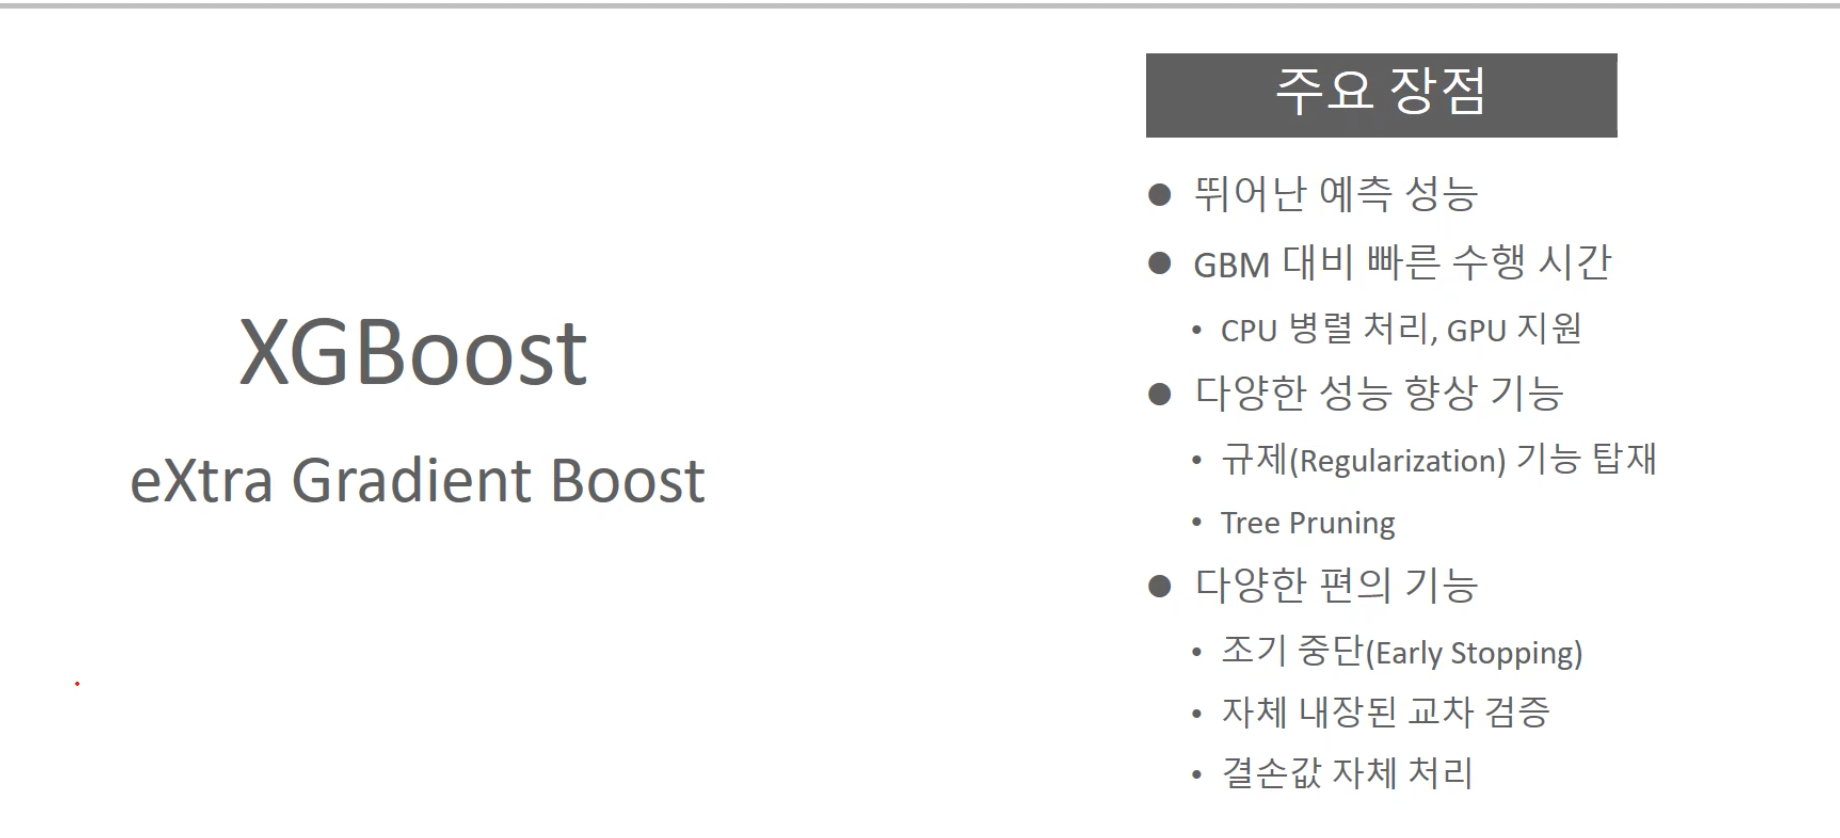 XGBoost
eXtra Gradient Boost
주요 장점
● 뛰어난 예측 성능
● GBM 대비 빠른 수행 시간
• CPU 병렬 처리, GPU 지원
● 다양한 성능 향상 기능
• 규제(Regularization) 기능 탑재
• Tree Pruning
● 다양한 편의 기능
• 조기 중단(Early Stopping)
• 자체 내장된 교차 검증
• 결손값 자체 처리